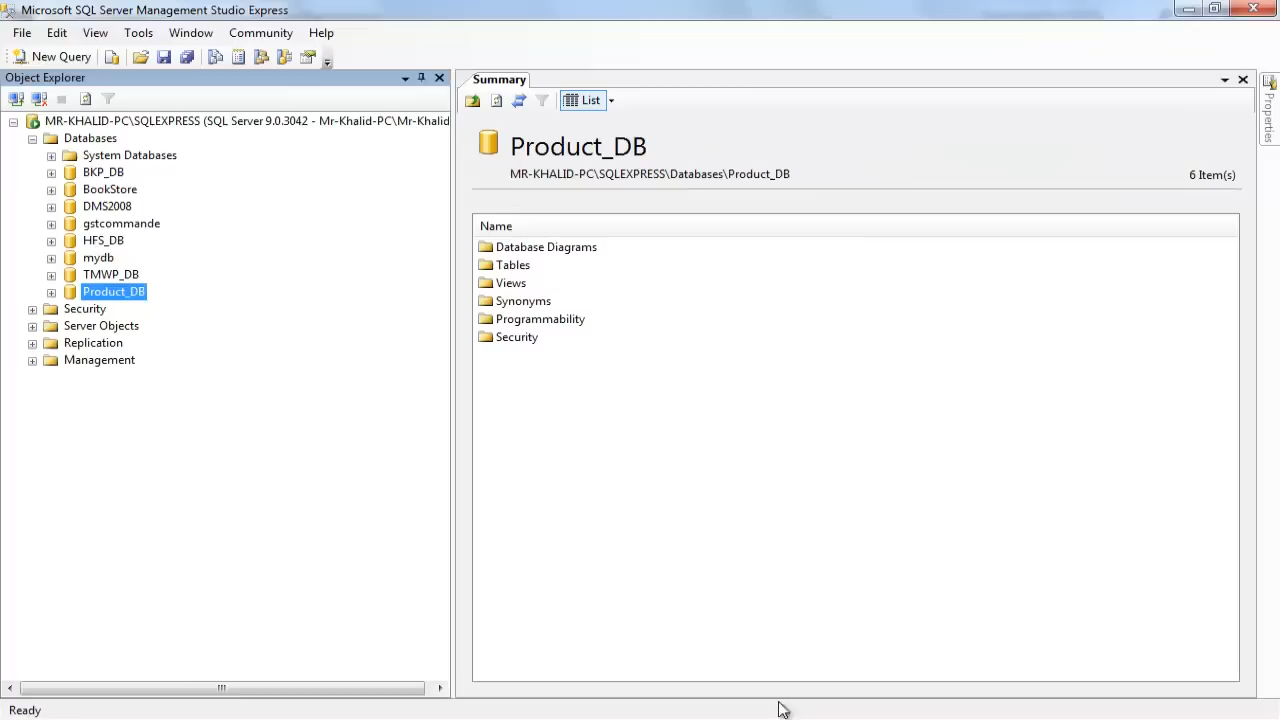 Microsoft SQL Server Management Studio Express
File Edit View Tools Window Community Help
New Query
Object Explorer
MR-KHALID-PC\SQLEXPRESS (SQL Server 9.0.3042 - Mr-Khalid-PC\Mr-Khalid
Databases
System Databases
BKP_DB
BookStore
DMS2008
gstcommande
HFS_DB
mydb
TMWP_DB
Product_DB
Security
Server Objects
Replication
Management
Summary
List
Product_DB
MR-KHALID-PC\SQLEXPRESS\Databases\Product_DB 6 Item(s)
Name
Database Diagrams
Tables
Views
Synonyms
Programmability
Security
Properties
Ready